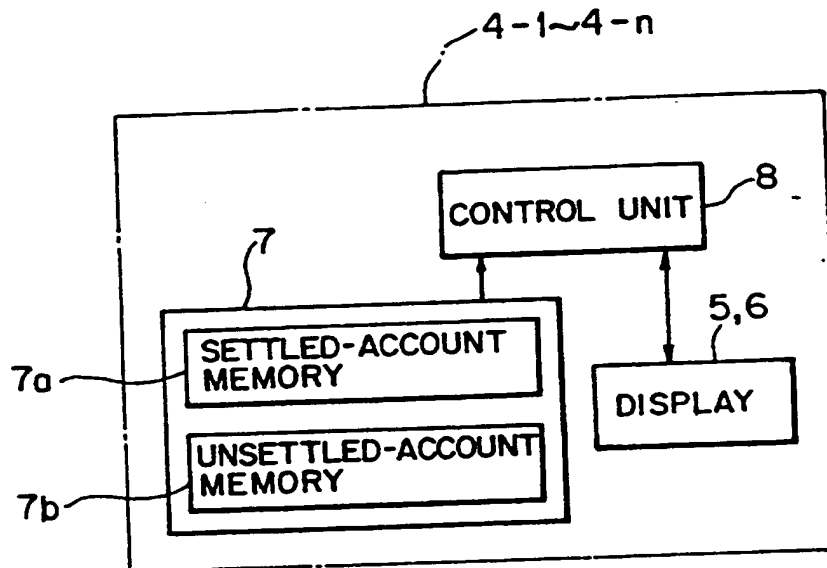 4-1~4-n
CONTROL UNIT
8
7
5,6
SETTLED-ACCOUNT
MEMORY
7a
DISPLAY
UNSETTLED-ACCOUNT
MEMORY
7b